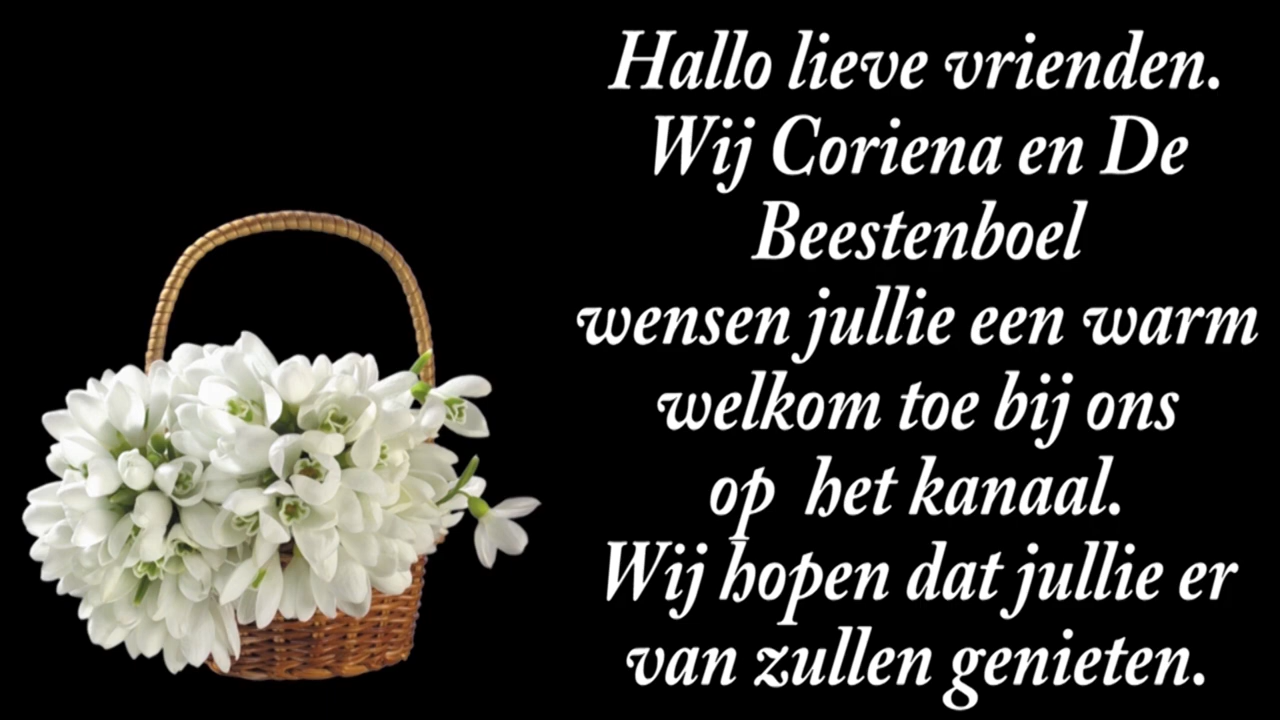 Hallo lieve vrienden.
Wij Coriena en De
Beestenboel
wensen jullie een warm
welkom toe bij ons
op het kanaal.
Wij hopen dat jullie er
van zullen genieten.